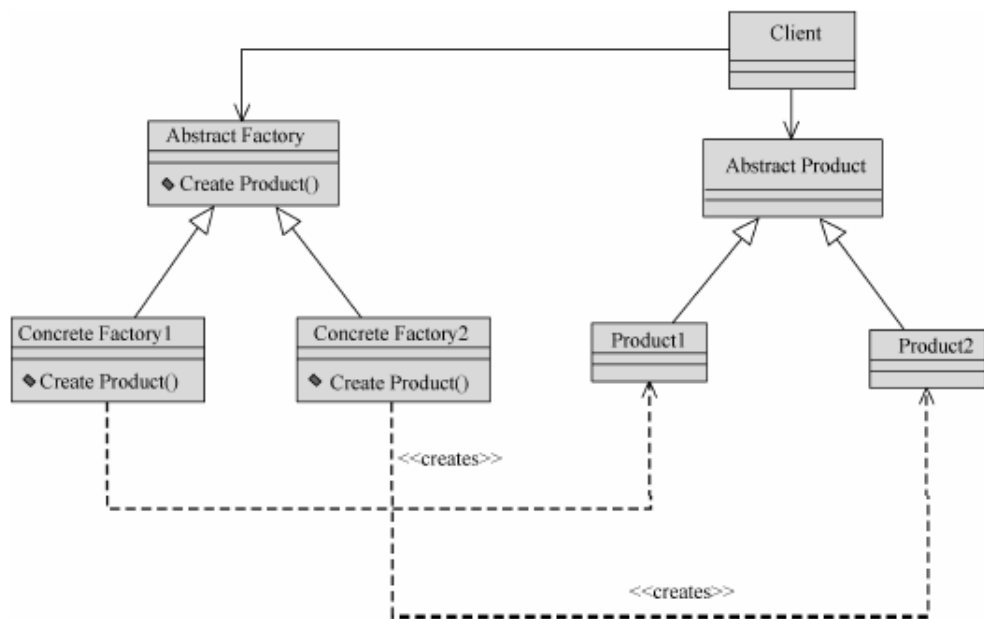 Client
Abstract Factory
Create Product()
Abstract Product
Concrete Factory1
Create Product()
Concrete Factory2
Create Product()
Product1
Product2
<<creates>>
<<creates>>